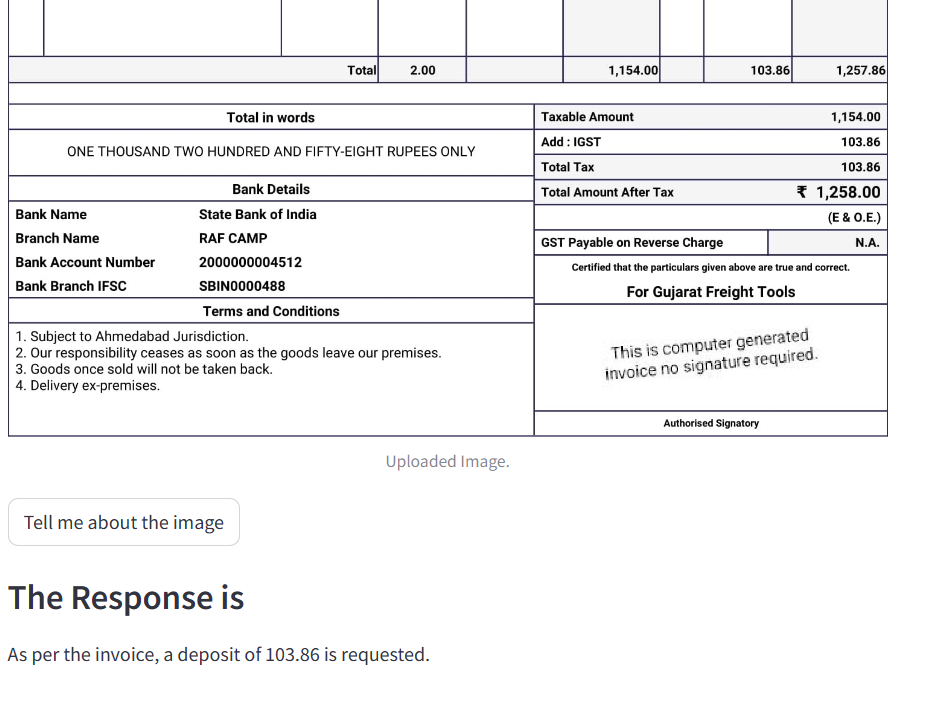 Total 2.00 1,154.00 103.86 1,257.86
Total in words
ONE THOUSAND TWO HUNDRED AND FIFTY-EIGHT RUPEES ONLY
Bank Details
Bank Name State Bank of India
Branch Name RAF CAMP
Bank Account Number 2000000004512
Bank Branch IFSC SBIN0000488
Terms and Conditions
1. Subject to Ahmedabad Jurisdiction.
2. Our responsibility ceases as soon as the goods leave our premises.
3. Goods once sold will not be taken back.
4. Delivery ex-premises.
Taxable Amount 1,154.00
Add : IGST 103.86
Total Tax 103.86
Total Amount After Tax ₹ 1,258.00
(E & O.E.)
GST Payable on Reverse Charge N.A.
Certified that the particulars given above are true and correct.
For Gujarat Freight Tools
This is computer generated
invoice no signature required.
Authorised Signatory
Uploaded Image.
Tell me about the image
The Response is
As per the invoice, a deposit of 103.86 is requested.